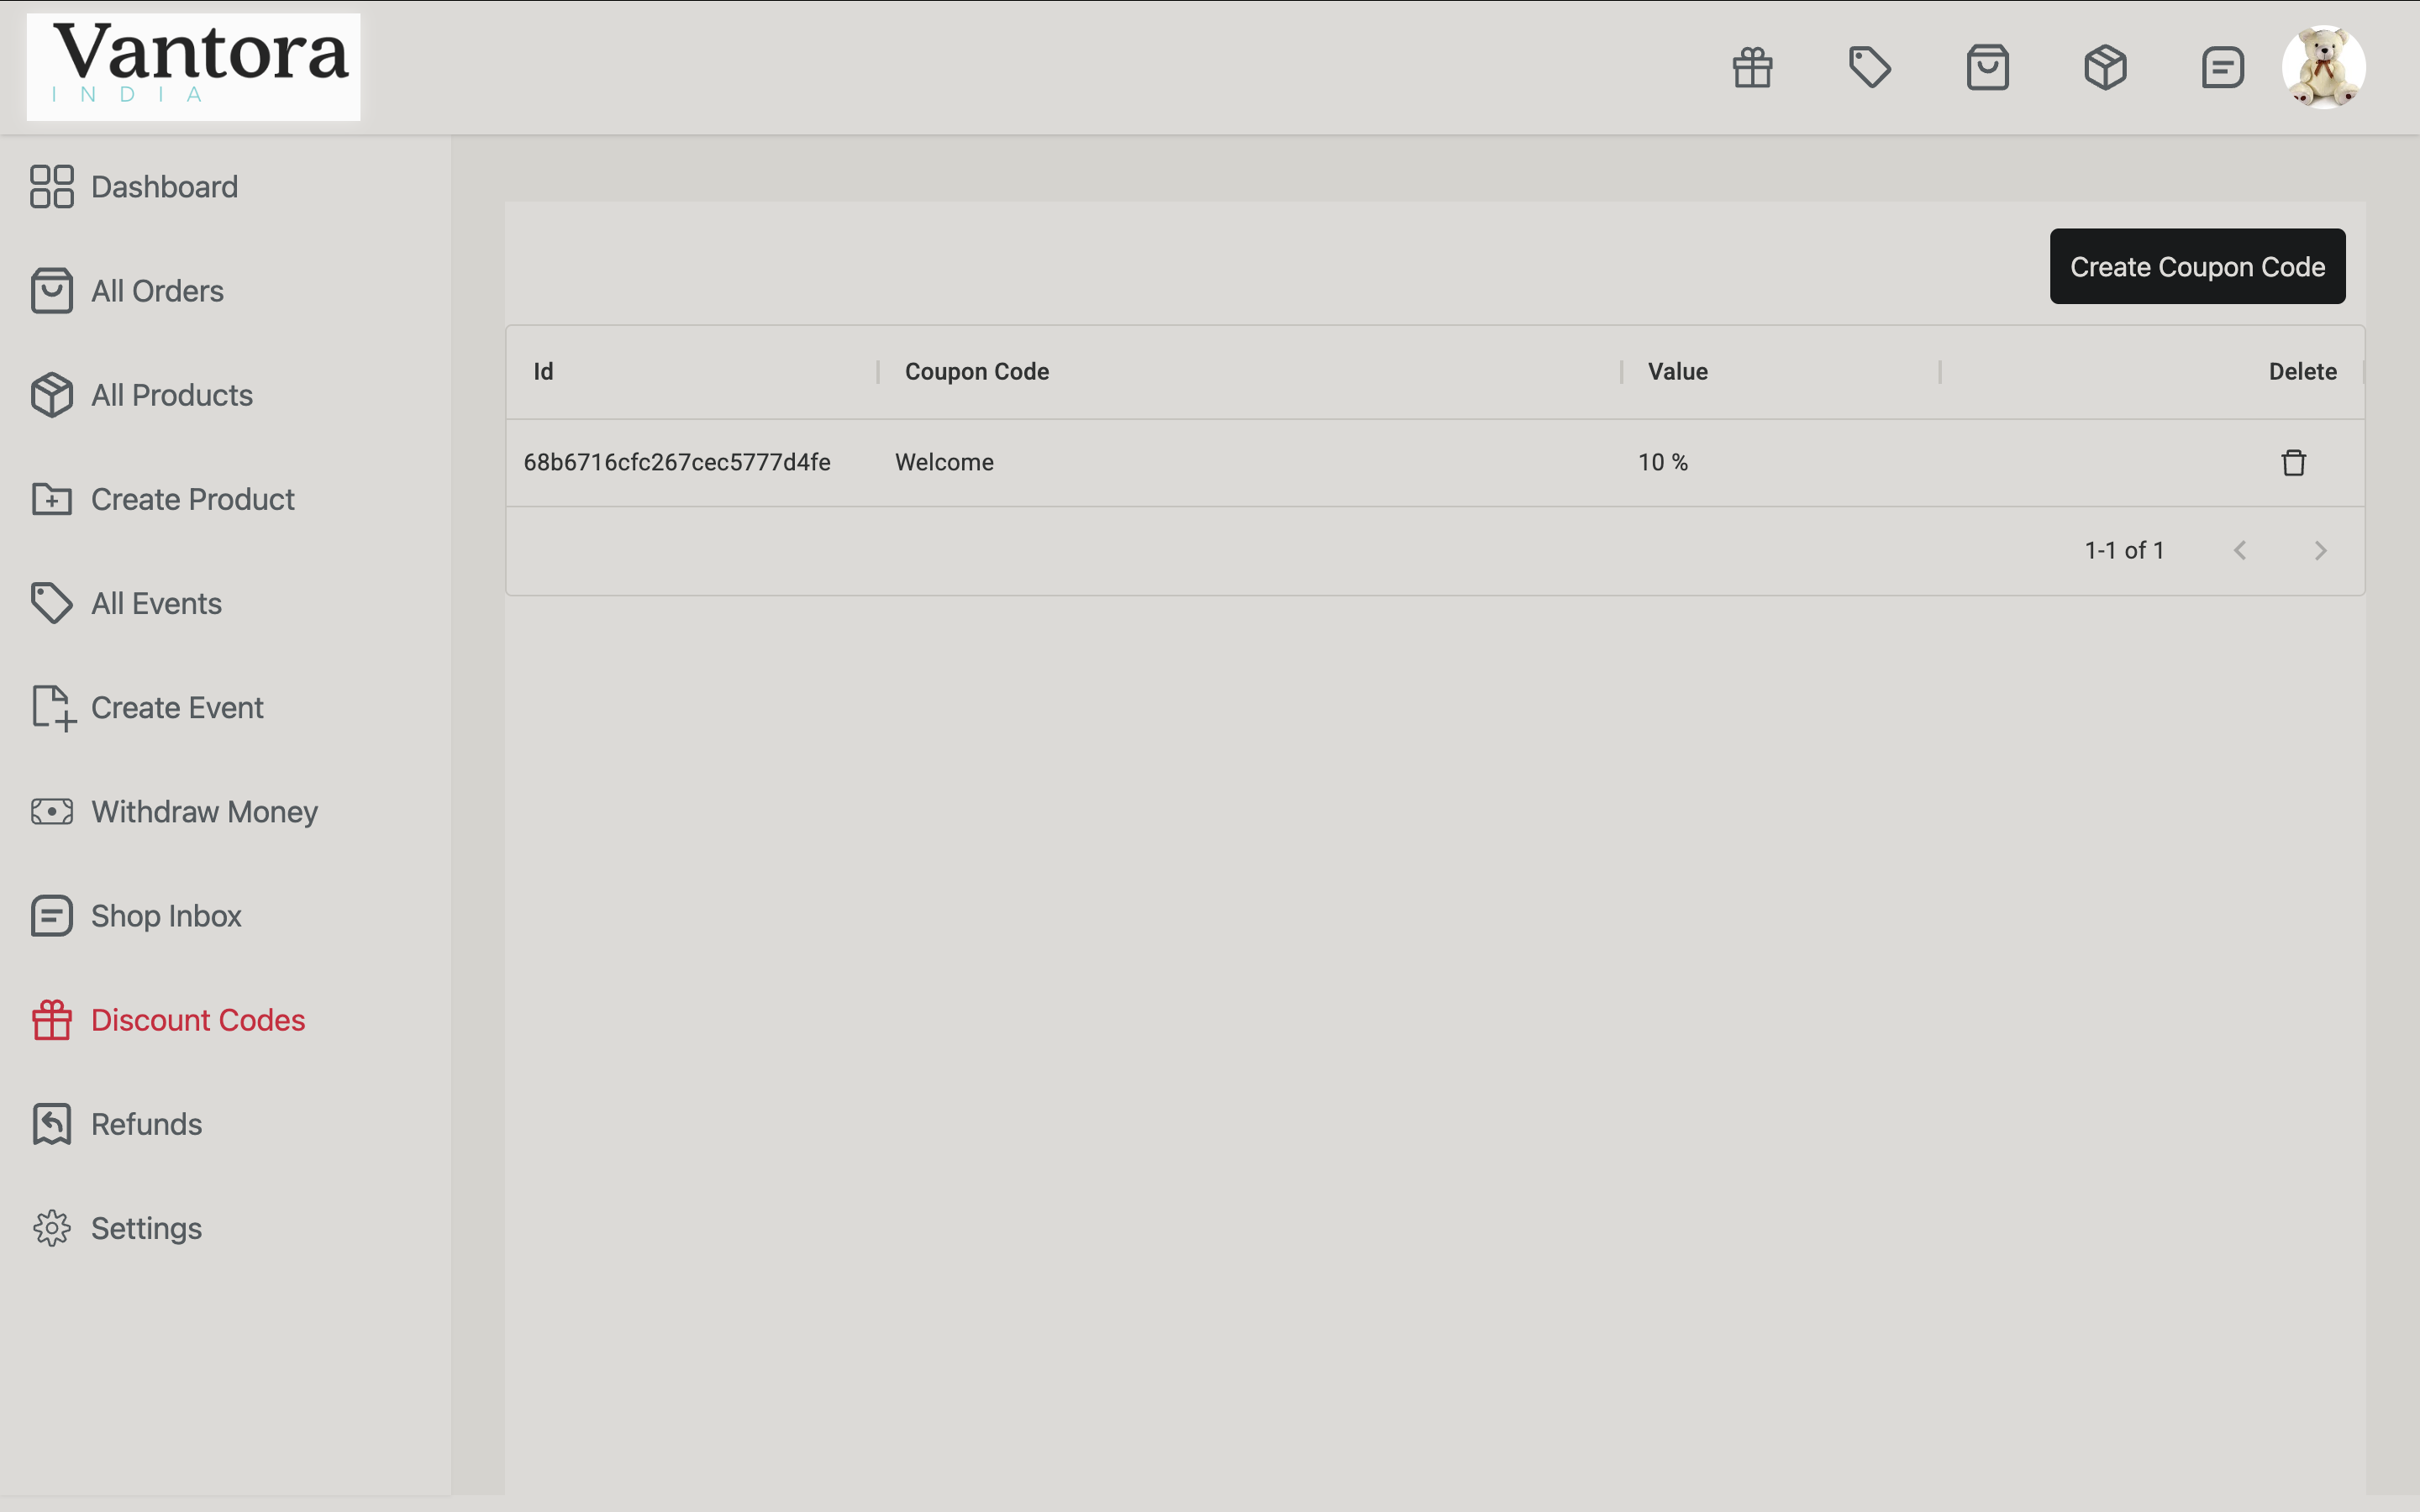 Vantora
INDIA
Dashboard
All Orders
All Products
Create Product
All Events
Create Event
Withdraw Money
Shop Inbox
Discount Codes
Refunds
Settings
Create Coupon Code
Id Coupon Code Value Delete
68b6716cfc267cec5777d4fe Welcome 10 %
1-1 of 1